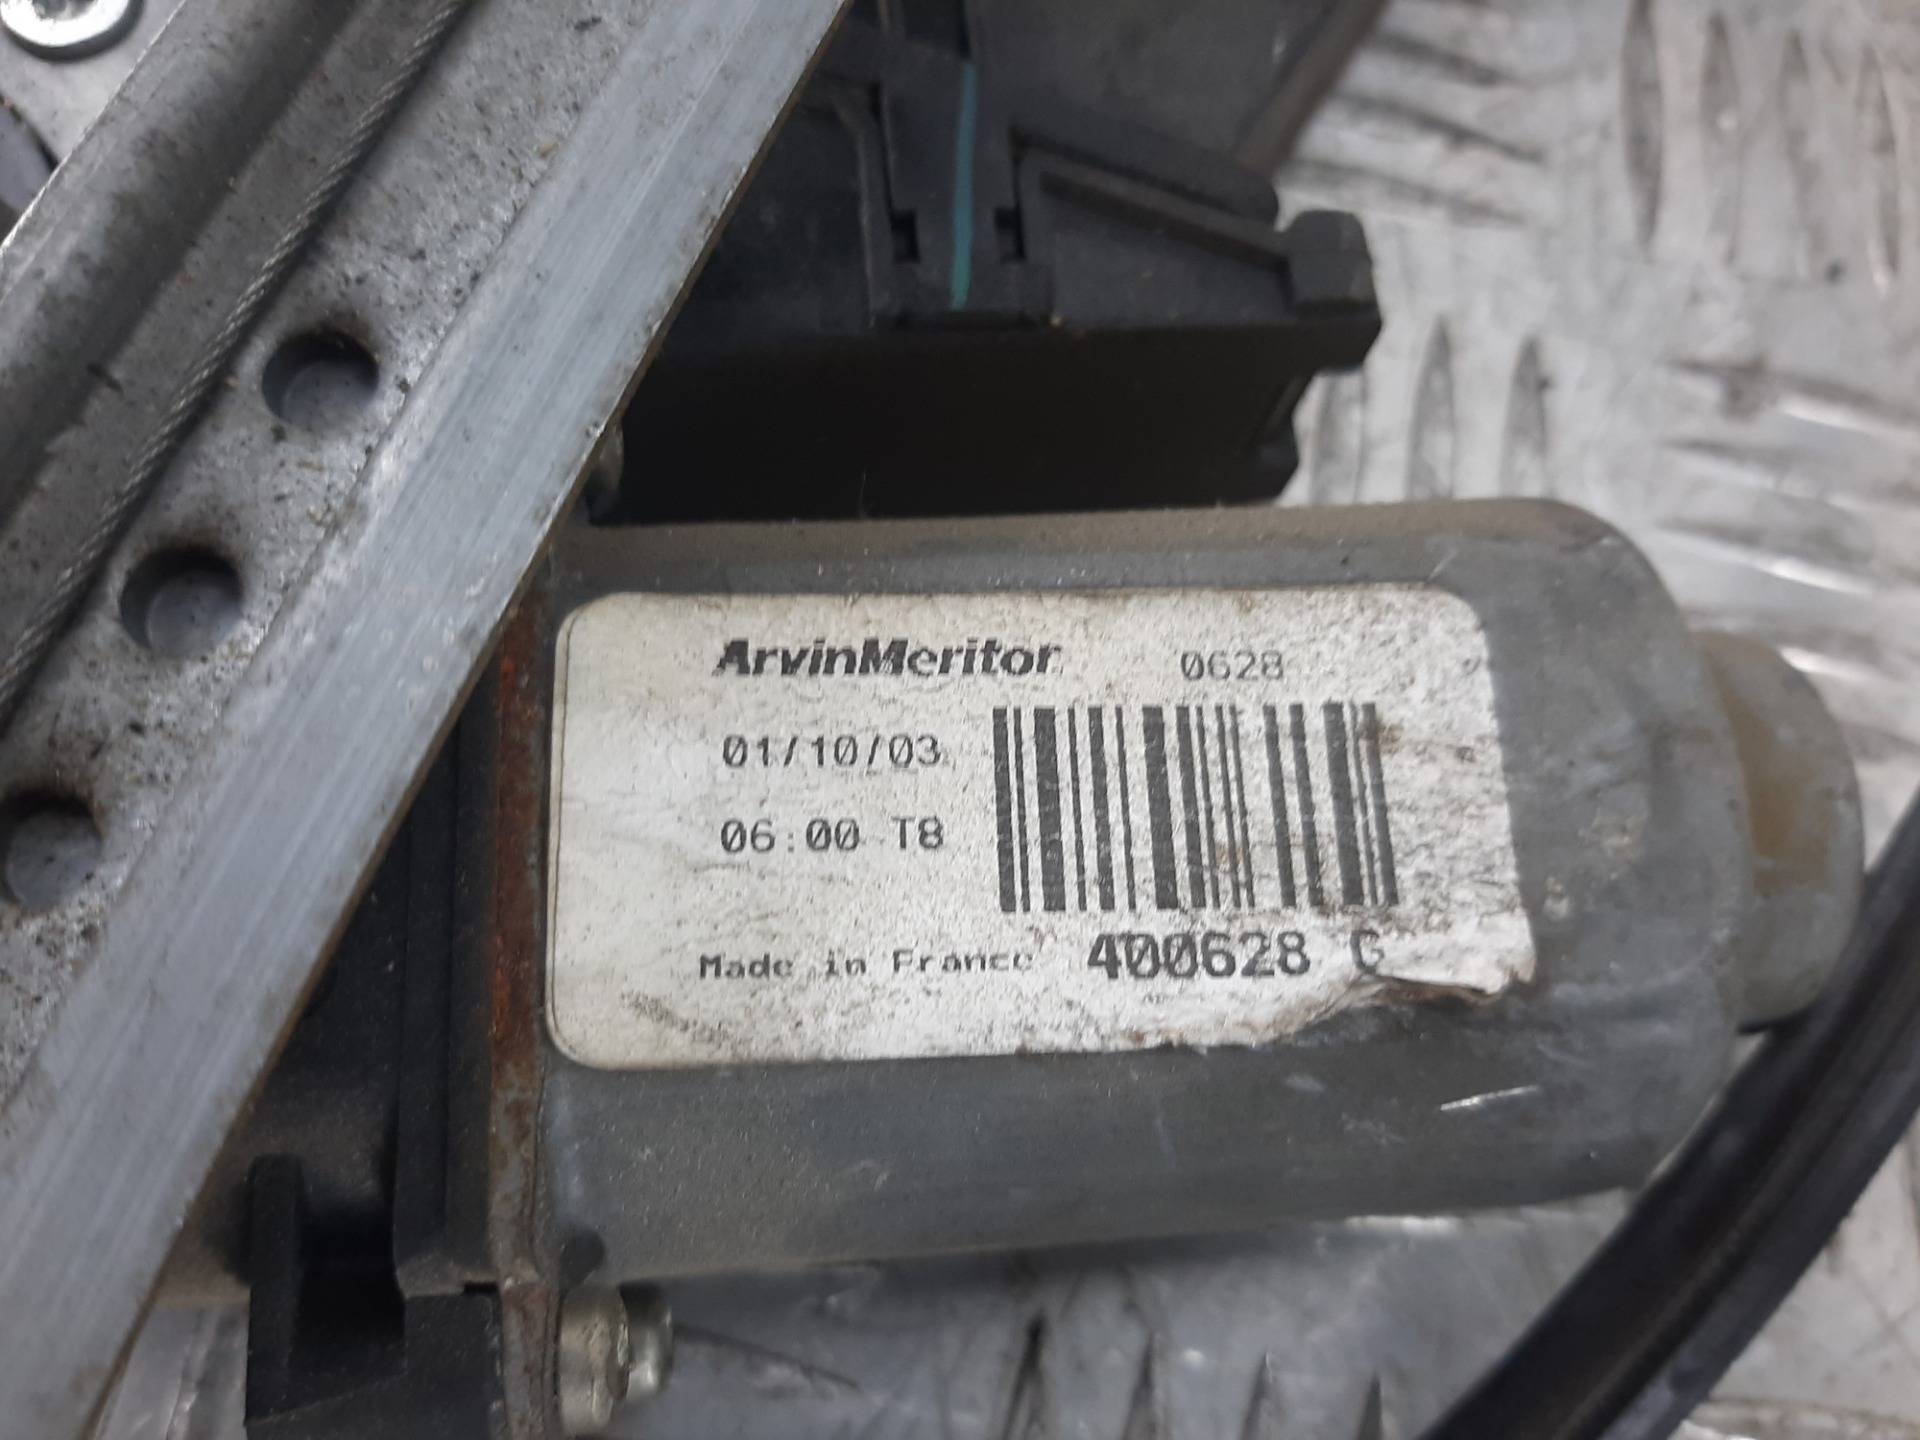 ArvinMeritor 0628
01/10/03
06:00 T8
Made in France 400628 G